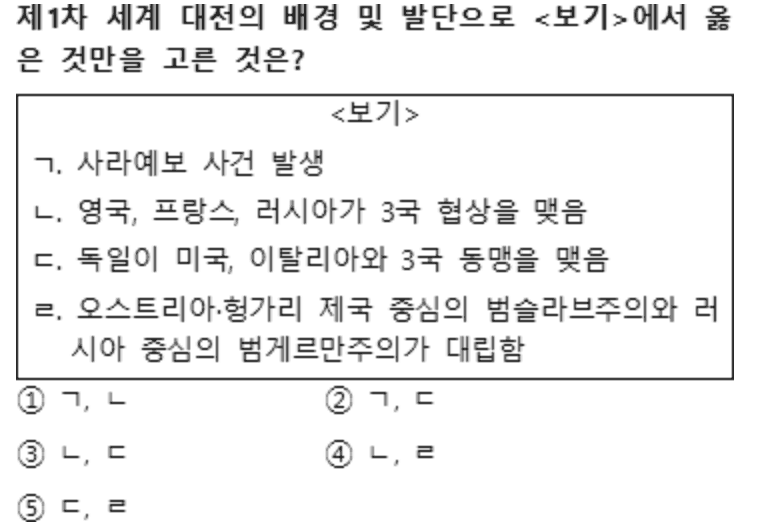 제1차 세계 대전의 배경 및 발단으로 <보기>에서 옳
은 것만을 고른 것은?
<보기>
ㄱ. 사라예보 사건 발생
ㄴ. 영국, 프랑스, 러시아가 3국 협상을 맺음
ㄷ. 독일이 미국, 이탈리아와 3국 동맹을 맺음
ㄹ. 오스트리아·헝가리 제국 중심의 범슬라브주의와 러
시아 중심의 범게르만주의가 대립함
① ㄱ, ㄴ ② ㄱ, ㄷ
③ ㄴ, ㄷ ④ ㄴ, ㄹ
⑤ ㄷ, ㄹ